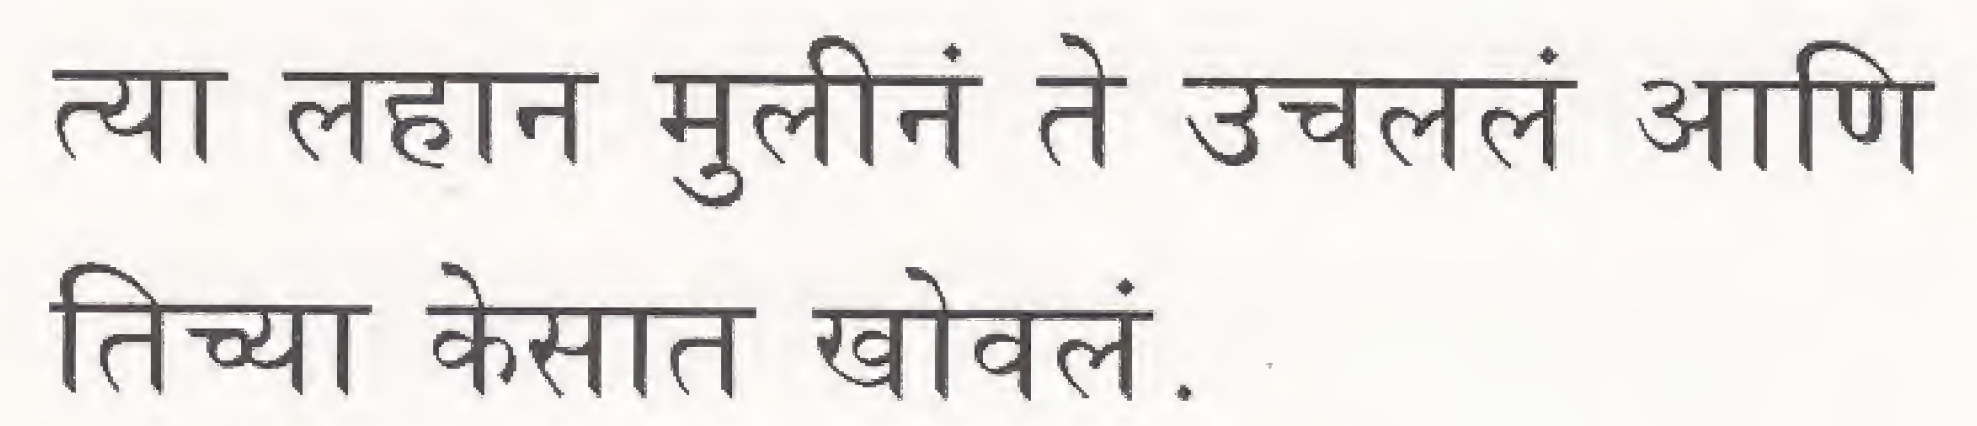 त्या लहान मुलीनं ते उचललं आणि
तिच्या केसात खोवलं.